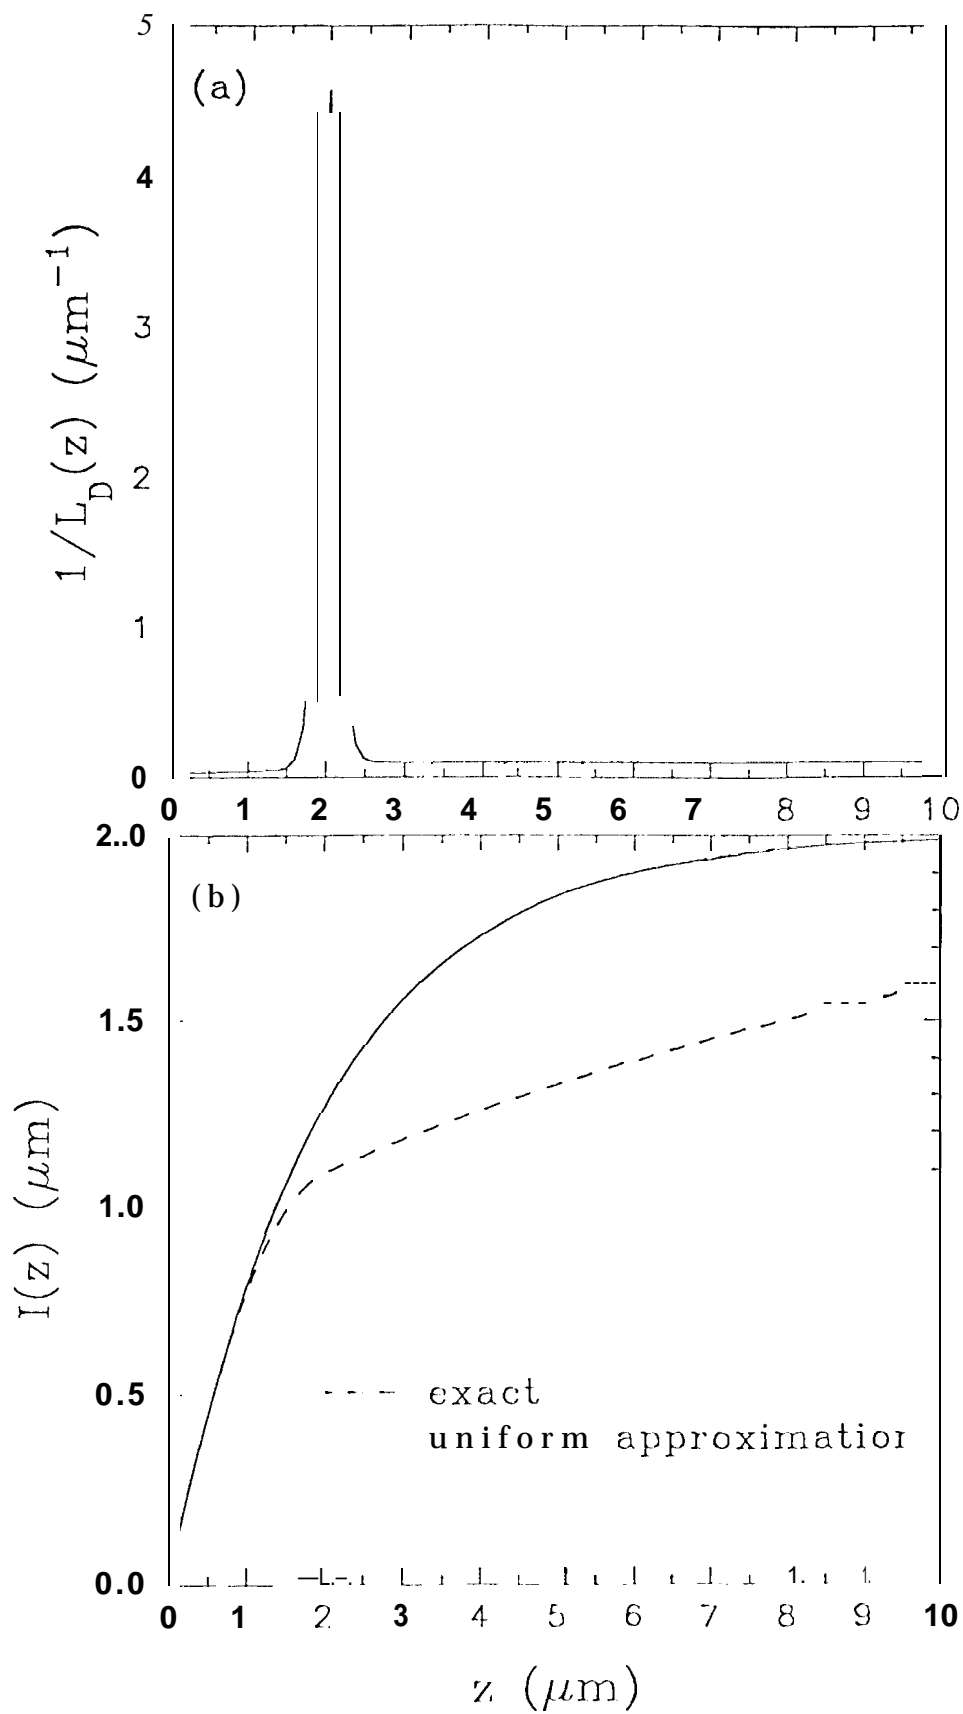 5
(a)
4
3
2
1
0
1/L_D(z) (μm⁻¹)
0 1 2 3 4 5 6 7 8 9 10
2..0
(b)
1.5
1.0
0.5
0.0
I(z) (μm)
exact
uniform approximation
0 1 2 3 4 5 6 7 8 9 10
z (μm)